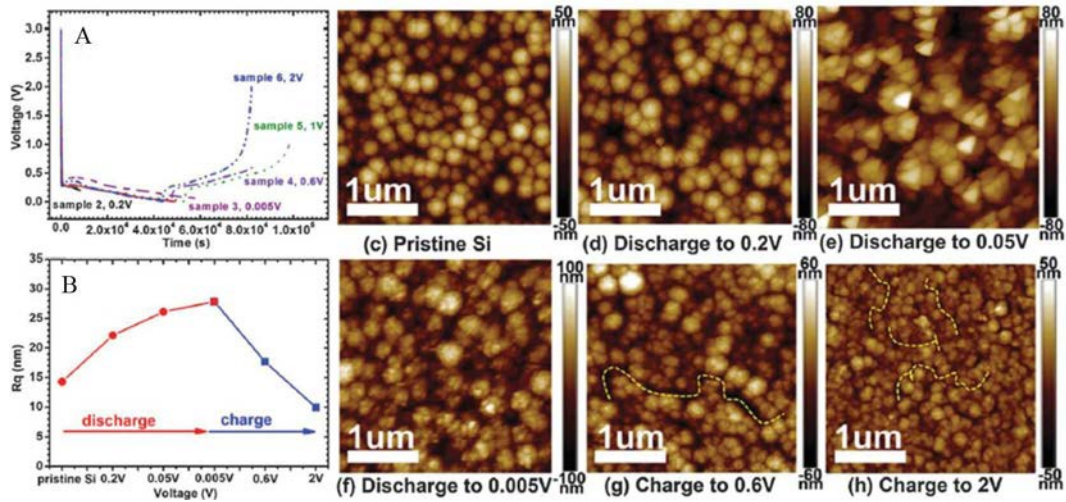 A
Voltage (V)
3.0
2.5
2.0
1.5
1.0
0.5
0.0
sample 6, 2V
sample 5, 1V
sample 4, 0.6V
sample 2, 0.2V
sample 3, 0.005V
0.0 2.0x10⁴ 4.0x10⁴ 6.0x10⁴ 8.0x10⁴ 1.0x10⁵
Time (s)
50
nm
1um
-50
nm
(c) Pristine Si
80
nm
1um
-80
nm
(d) Discharge to 0.2V
80
nm
1um
-80
nm
(e) Discharge to 0.05V
B
Rq (nm)
40
35
30
25
20
15
10
5
0
discharge
charge
pristine Si 0.2V 0.05V 0.005V 0.6V 2V
Voltage (V)
100
nm
1um
-100
nm
(f) Discharge to 0.005V
60
nm
1um
-60
nm
(g) Charge to 0.6V
50
nm
1um
-50
nm
(h) Charge to 2V